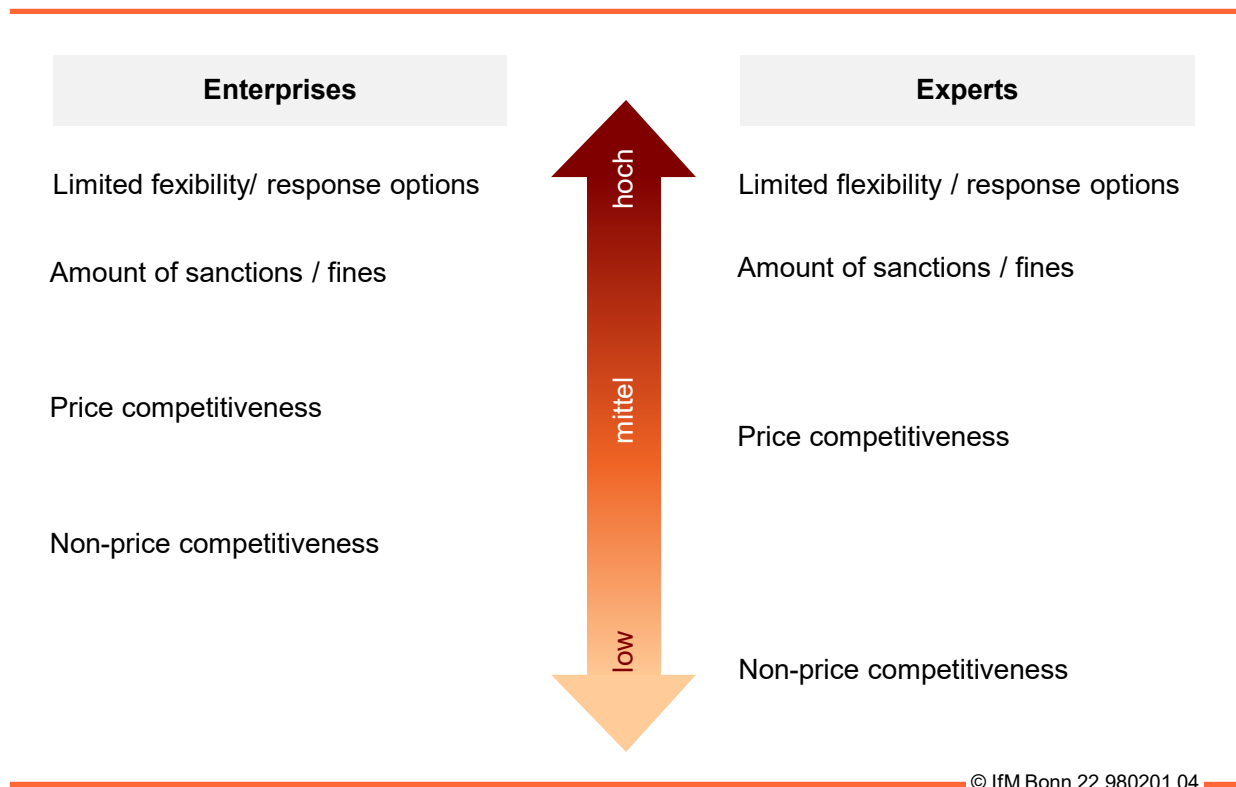 Enterprises
Experts
Limited fexibility/ response options
Limited flexibility / response options
Amount of sanctions / fines
Amount of sanctions / fines
Price competitiveness
Price competitiveness
Non-price competitiveness
Non-price competitiveness
hoch
mittel
low
© IfM Bonn 22 980201 04